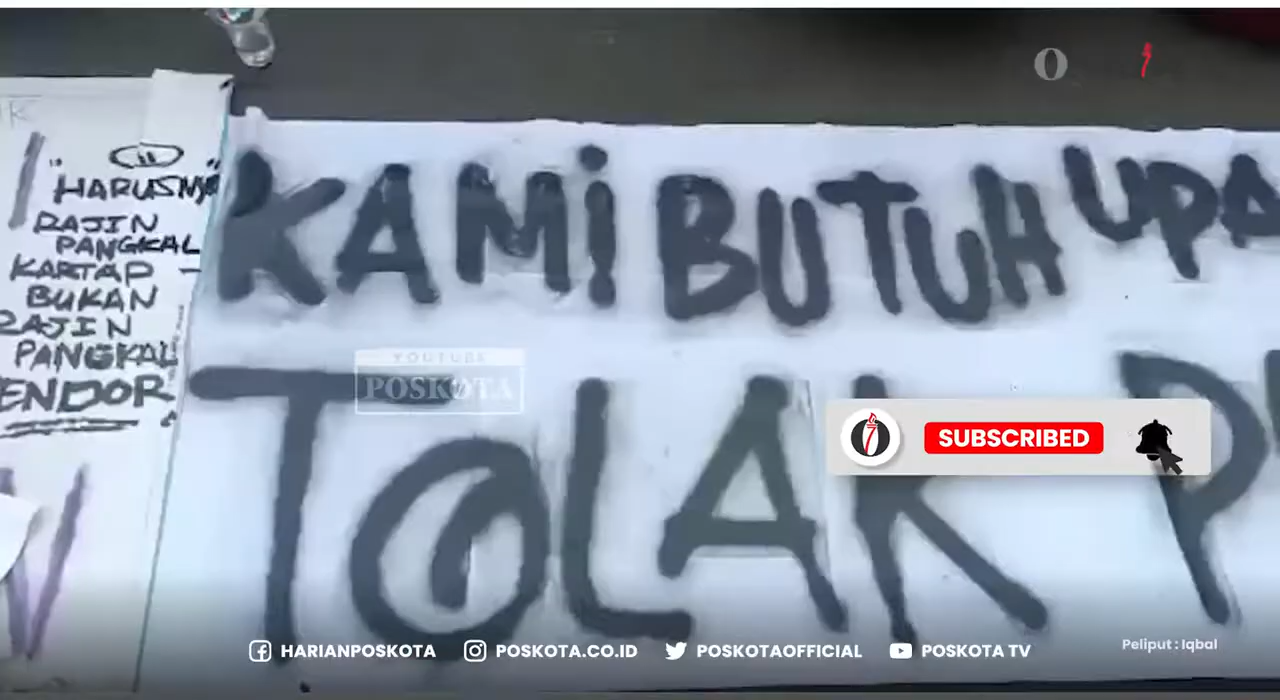 "HARUSNYA"
RAJIN
PANGKAL
KARTAP -
BUKAN
RAJIN
PANGKAL
KAMI BUTUH UPA
TOLAK P
YOUTUBE
POSKOTA
SUBSCRIBED
HARIANPOSKOTA POSKOTA.CO.ID POSKOTAOFFICIAL POSKOTA TV
Peliput : Iqbal